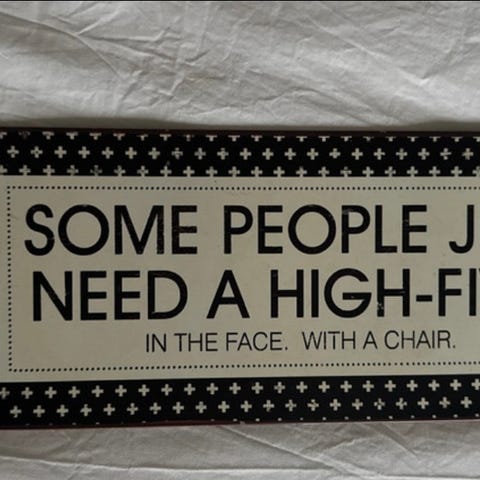 SOME PEOPLE J
NEED A HIGH-FI
IN THE FACE. WITH A CHAIR.